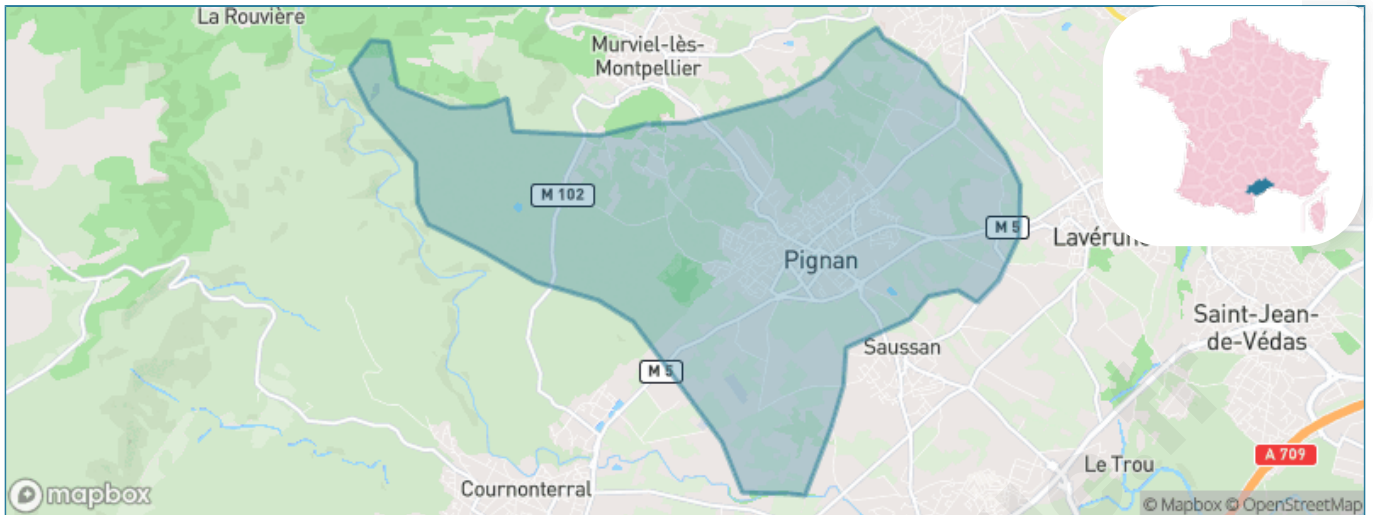 La Rouvière
Murviel-lès-
Montpellier
M 102
M 5
Lavérune
Pignan
Saint-Jean-
de-Védas
Saussan
M 5
A 709
Le Trou
Cournonterral
mapbox
© Mapbox © OpenStreetMap